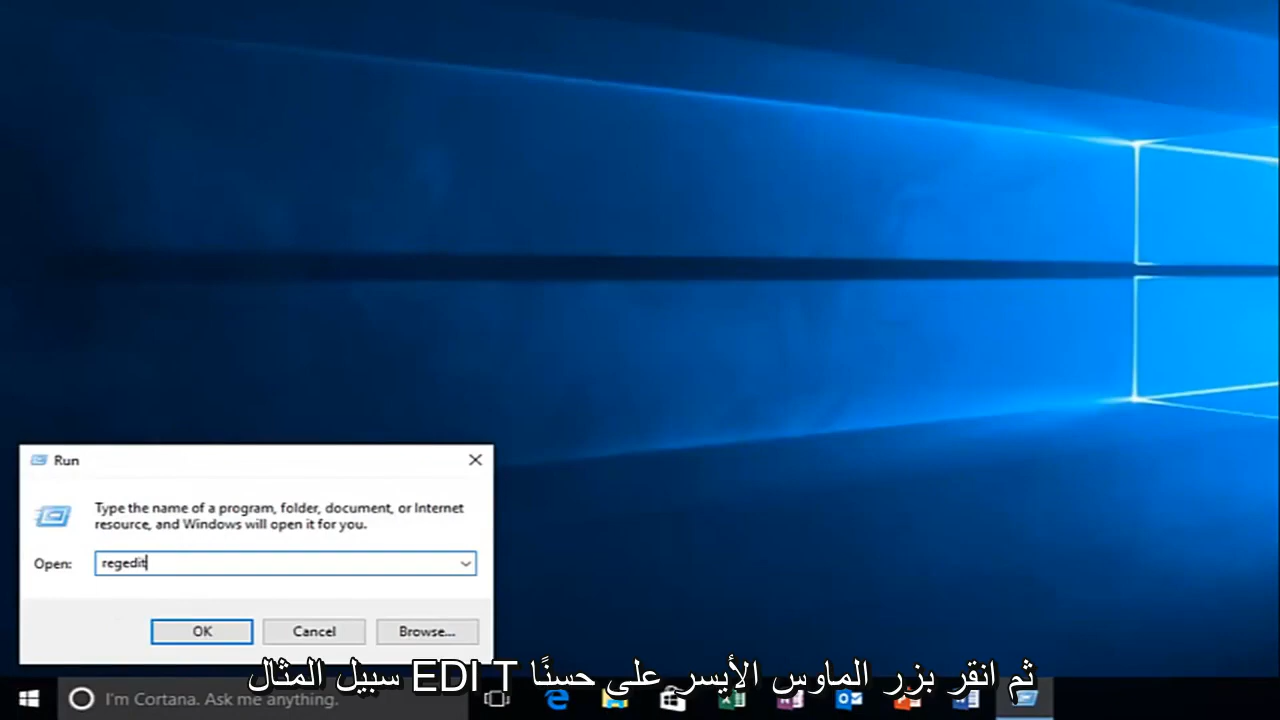 Run
Type the name of a program, folder, document, or Internet
resource, and Windows will open it for you.
Open:
regedit
OK
Cancel
Browse...
سبيل المثال EDI T ثم انقر بزر الماوس الأيسر على حسنًا
I'm Cortana. Ask me anything.